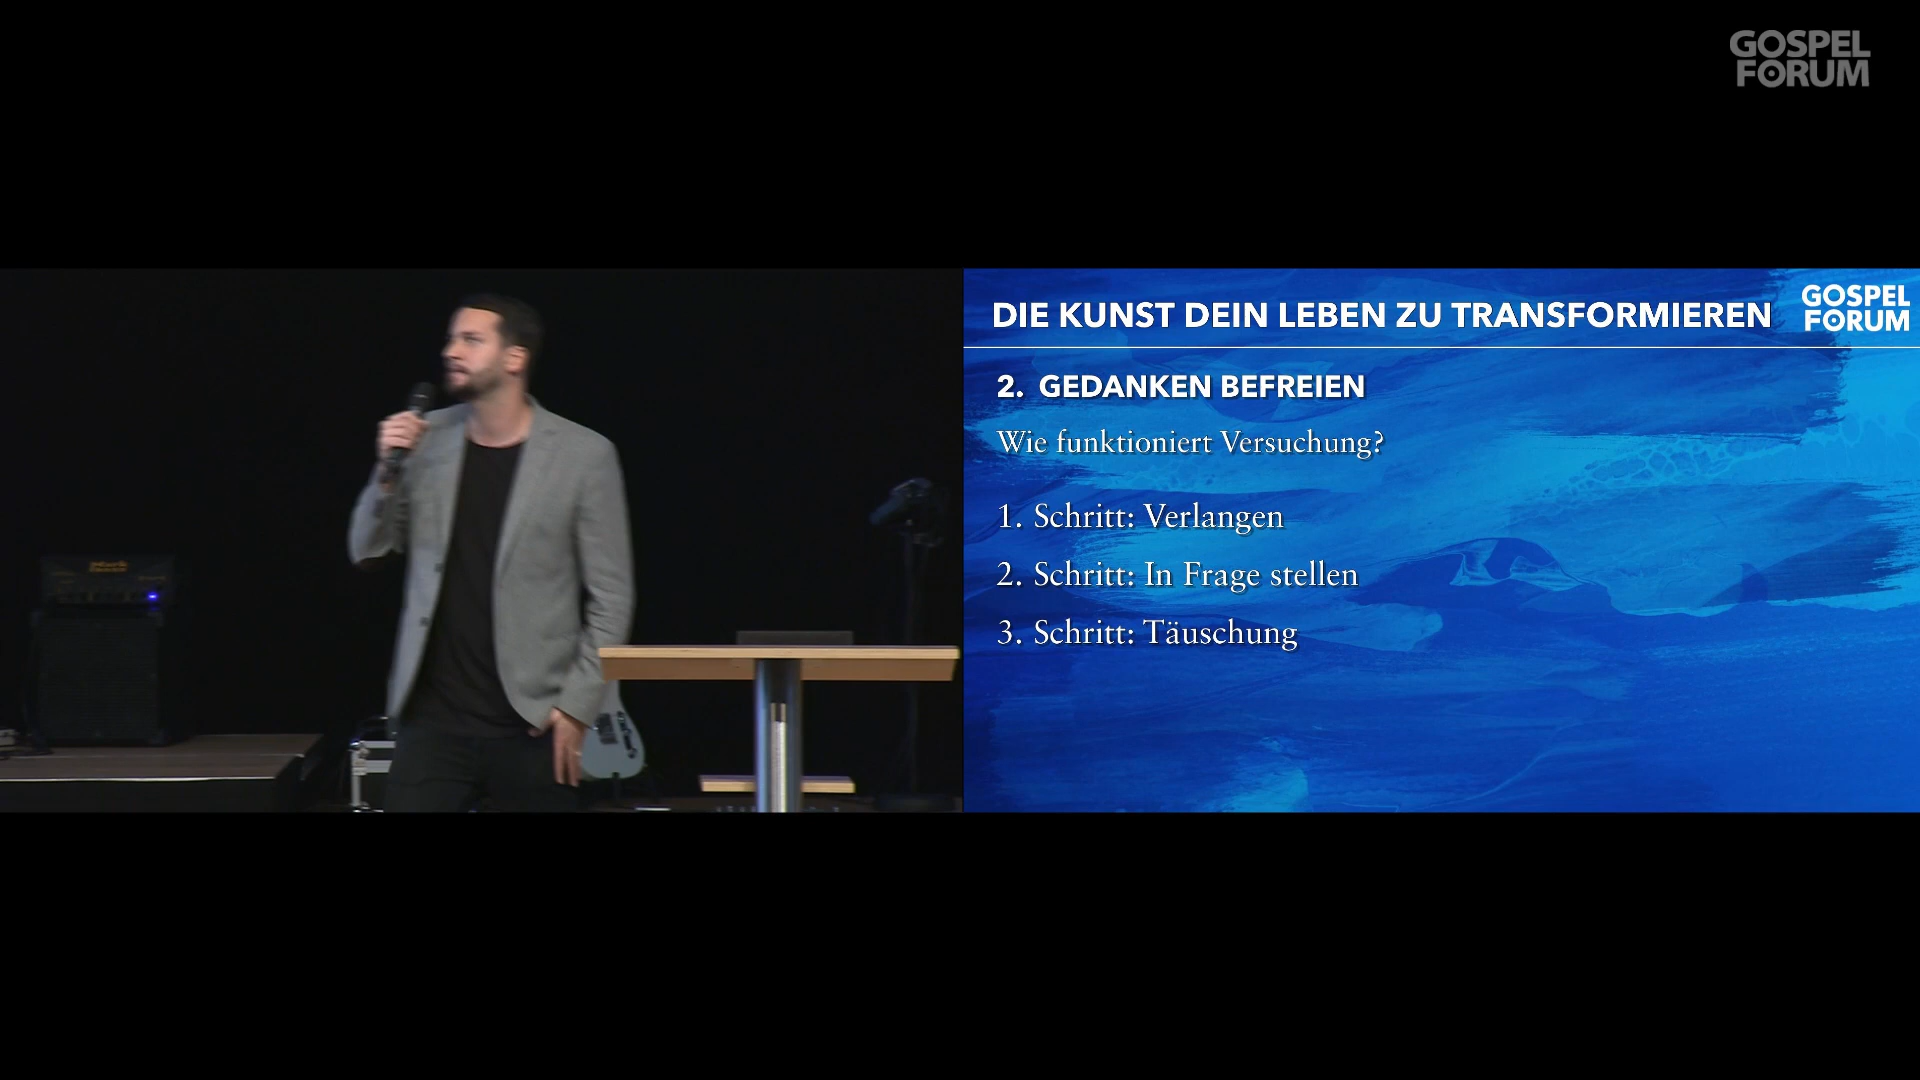 GOSPEL
FORUM
DIE KUNST DEIN LEBEN ZU TRANSFORMIEREN
GOSPEL
FORUM
2. GEDANKEN BEFREIEN
Wie funktioniert Versuchung?
1. Schritt: Verlangen
2. Schritt: In Frage stellen
3. Schritt: Täuschung